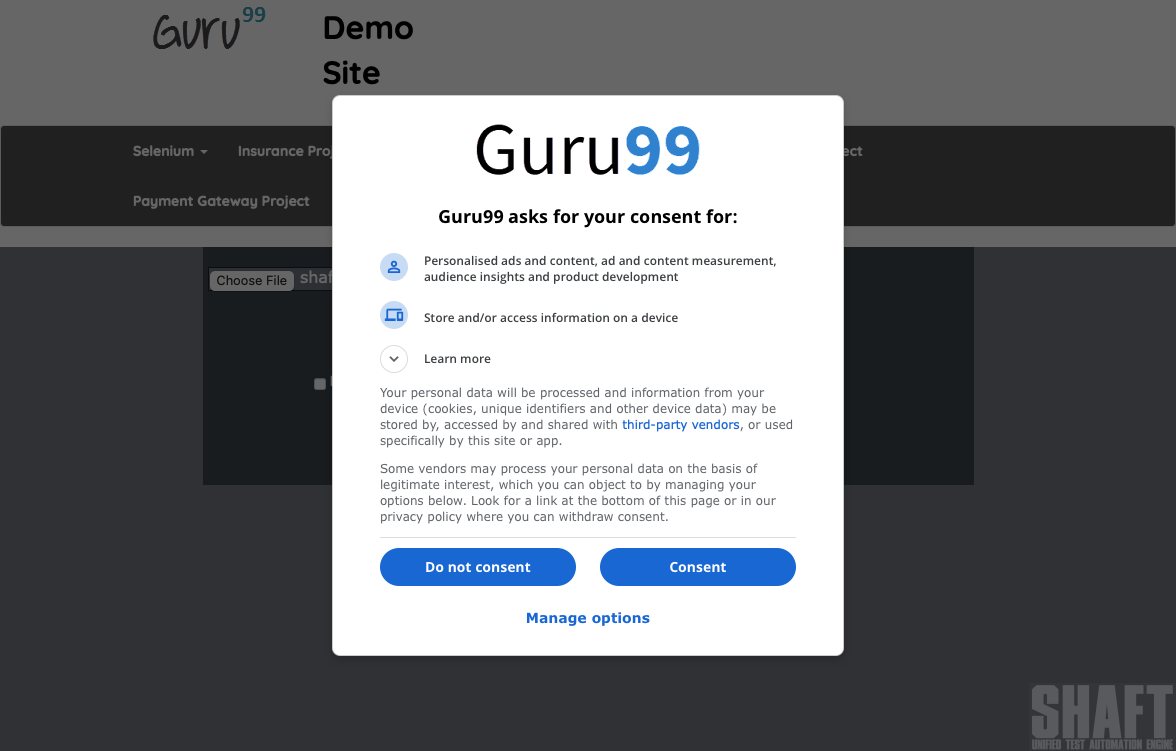 Guru99
Demo
Site
Selenium
Insurance Proj
ect
Payment Gateway Project
Choose File shaf
Guru99
Guru99 asks for your consent for:
Personalised ads and content, ad and content measurement,
audience insights and product development
Store and/or access information on a device
Learn more
Your personal data will be processed and information from your
device (cookies, unique identifiers and other device data) may be
stored by, accessed by and shared with third-party vendors, or used
specifically by this site or app.
Some vendors may process your personal data on the basis of
legitimate interest, which you can object to by managing your
options below. Look for a link at the bottom of this page or in our
privacy policy where you can withdraw consent.
Do not consent
Consent
Manage options
SHAFT
UNIFIED TEST AUTOMATION ENGINE